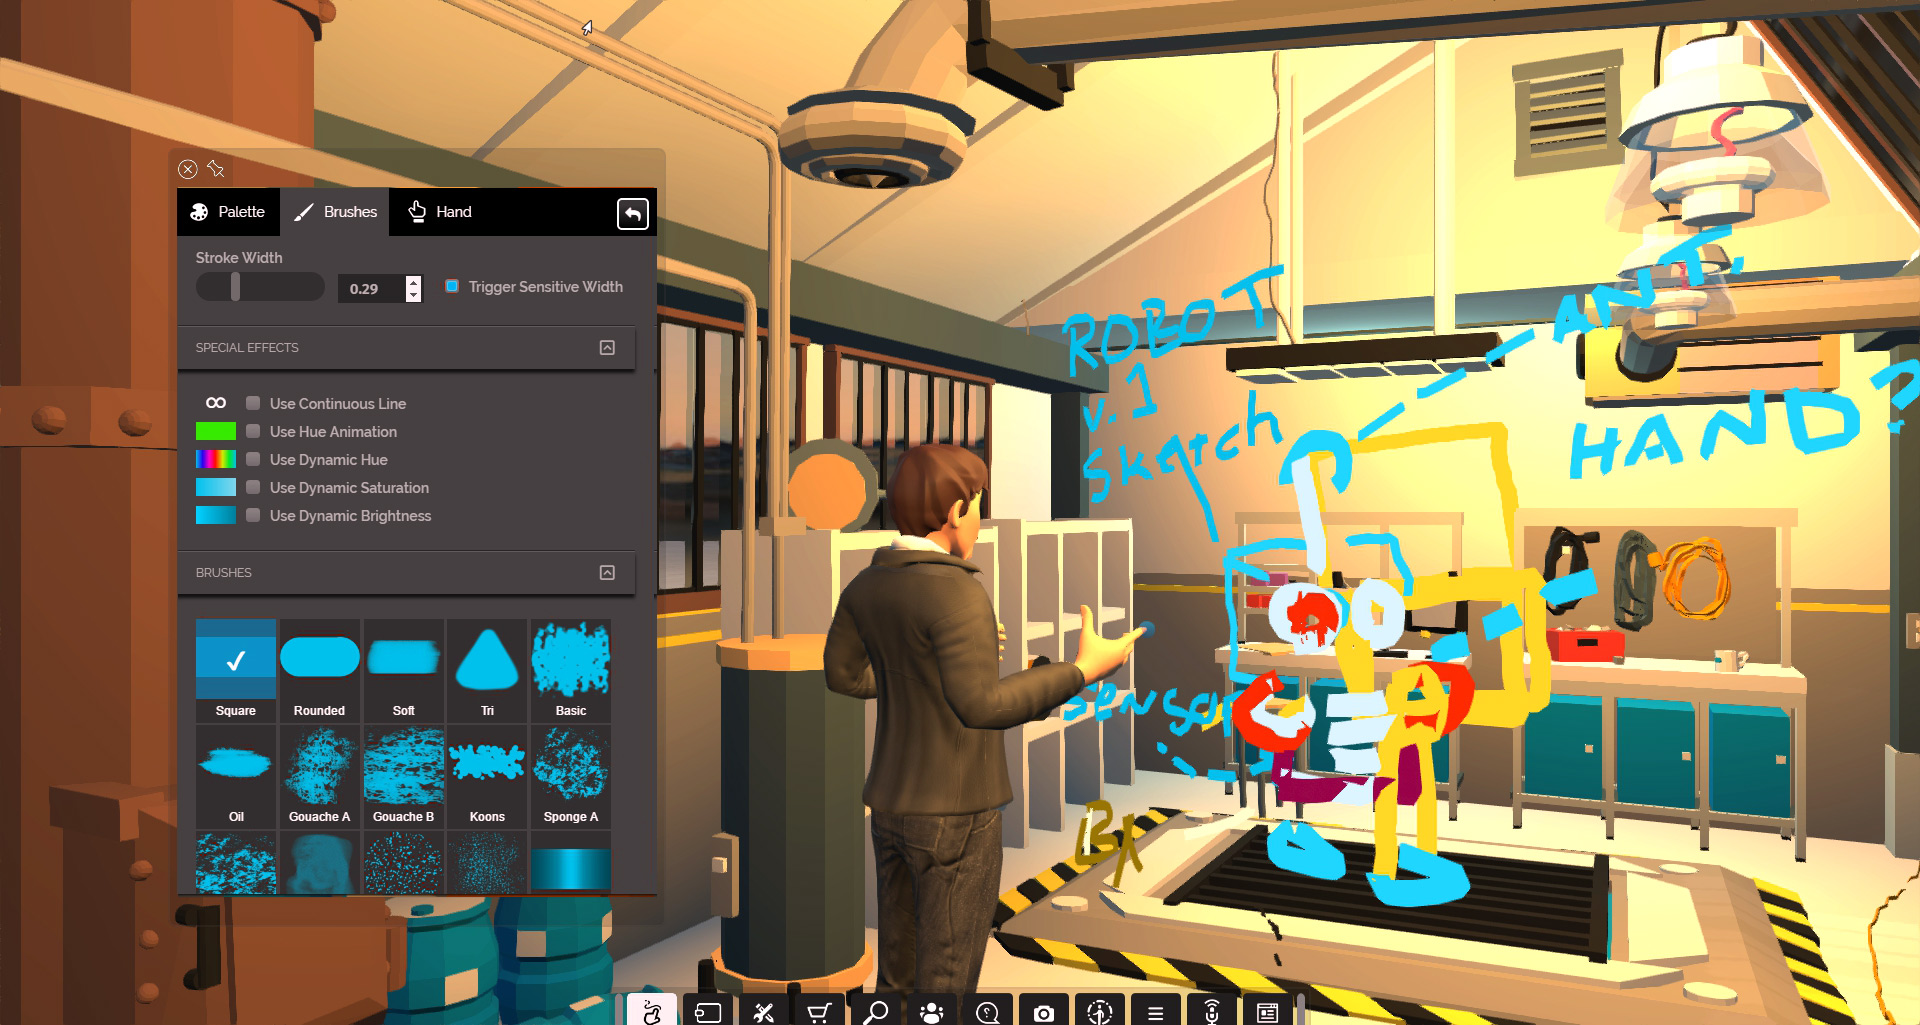 Palette
Brushes
Hand
Stroke Width
0.29
Trigger Sensitive Width
SPECIAL EFFECTS
Use Continuous Line
Use Hue Animation
Use Dynamic Hue
Use Dynamic Saturation
Use Dynamic Brightness
BRUSHES
Square
Rounded
Soft
Tri
Basic
Oil
Gouache A
Gouache B
Koons
Sponge A
ROBOT
v.1
Sketch
ANT.
HAND?
SENSOR
BX